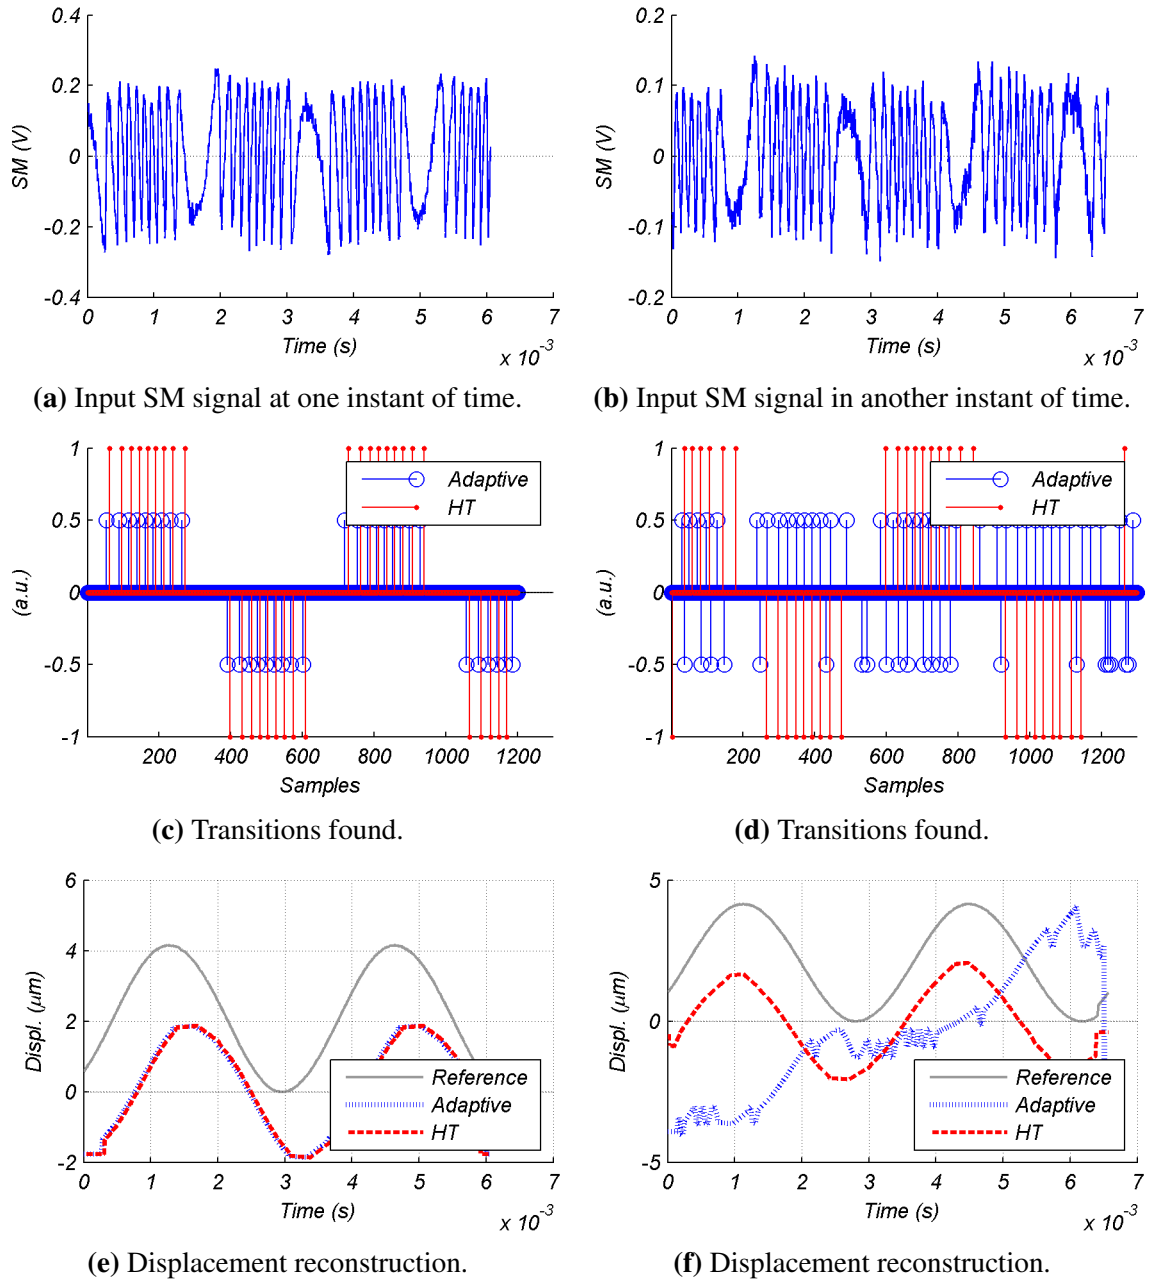 0.4
0.2
0
-0.2
-0.4
SM (V)
0 1 2 3 4 5 6 7
Time (s)
x 10^-3
(a) Input SM signal at one instant of time.
0.2
0.1
0
-0.1
0.2
SM (V)
0 1 2 3 4 5 6 7
Time (s)
x 10^-3
(b) Input SM signal in another instant of time.
1
0.5
0
-0.5
-1
(a.u.)
Adaptive
HT
200 400 600 800 1000 1200
Samples
(c) Transitions found.
1
0.5
0
-0.5
-1
(a.u.)
Adaptive
HT
200 400 600 800 1000 1200
Samples
(d) Transitions found.
6
4
2
0
-2
Displ. (μm)
Reference
Adaptive
HT
0 1 2 3 4 5 6 7
Time (s)
x 10^-3
(e) Displacement reconstruction.
5
0
-5
Displ. (μm)
Reference
Adaptive
HT
0 1 2 3 4 5 6 7
Time (s)
x 10^-3
(f) Displacement reconstruction.